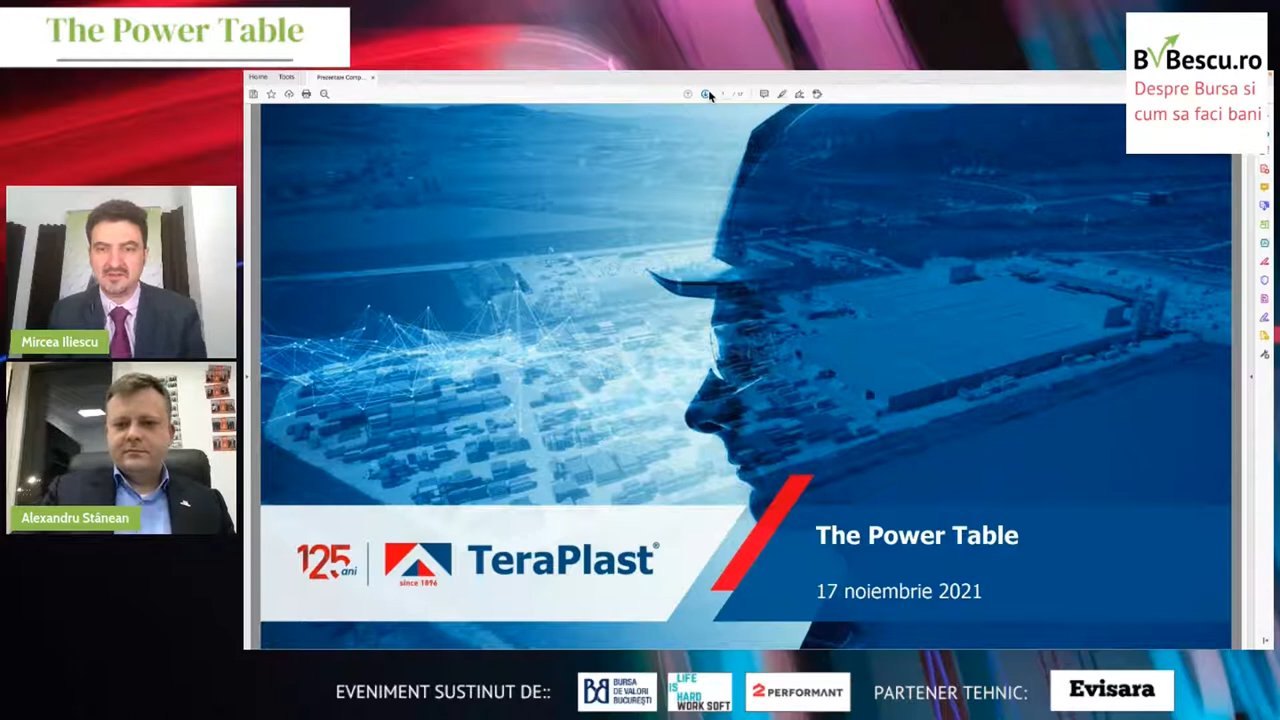 The Power Table
BVBescu.ro
Despre Bursa si
cum sa faci bani
Home Tools Prezentare Comp...
Mircea Iliescu
Alexandru Stânean
125 ani
since 1896
TeraPlast®
The Power Table
17 noiembrie 2021
EVENIMENT SUSTINUT DE::
BURSA
DE VALORI
BUCUREȘTI
LIFE
IS
HARD
WORK SOFT
2PERFORMANT
PARTENER TEHNIC:
Evisara